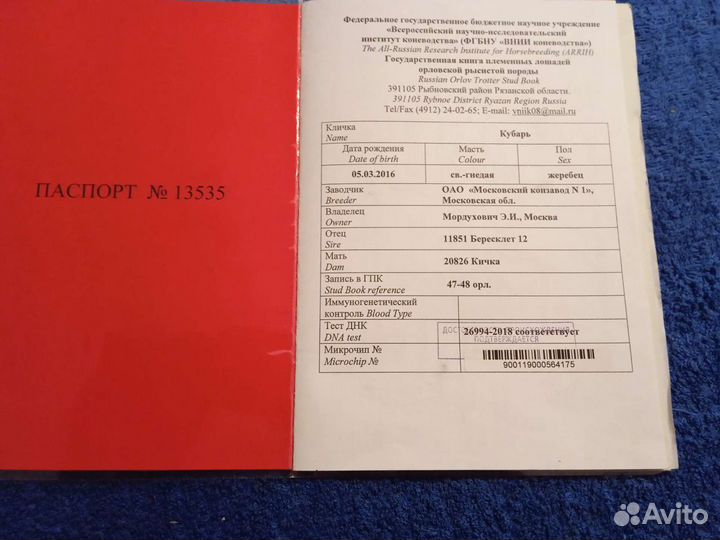 ПАСПОРТ № 13535
Федеральное государственное бюджетное научное учреждение
«Всероссийский научно-исследовательский
институт коневодства» (ФГБНУ «ВНИИ коневодства»)
The All-Russian Research Institute for Horsebreeding (ARRIH)
Государственная книга племенных лошадей
орловской рысистой породы
Russian Orlov Trotter Stud Book
391105 Рыбновский район Рязанской области.
391105 Rybnoe District Ryazan Region Russia
Tel/Fax (4912) 24-02-65; E-mail: vniik08@mail.ru
Кличка
Name
Кубарь
Дата рождения Масть Пол
Date of birth Colour Sex
05.03.2016 св.-гнедая жеребец
Заводчик
Breeder
ОАО «Московский конзавод N 1»,
Московская обл.
Владелец
Owner
Мордухович Э.И., Москва
Отец
Sire
11851 Бересклет 12
Мать
Dam
20826 Кичка
Запись в ГПК
Stud Book reference
47-48 орл.
Иммуногенетический
контроль Blood Type
Тест ДНК
DNA test
26994-2018 соответствует
ПРОИСХОЖДЕНИЯ
ПОДТВЕРЖДАЕТСЯ
Микрочип №
Microchip №
900119000564175
Avito